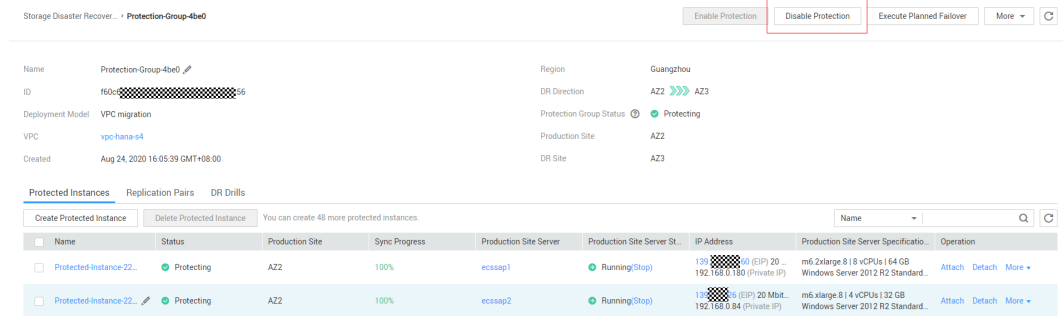 Storage Disaster Recover... › Protection-Group-4be0
Enable Protection Disable Protection Execute Planned Failover More
Name Protection-Group-4be0 Region Guangzhou
ID f60c6 56 DR Direction AZ2 AZ3
Deployment Model VPC migration Protection Group Status ? Protecting
VPC vpc-hana-s4 Production Site AZ2
Created Aug 24, 2020 16:05:39 GMT+08:00 DR Site AZ3
Protected Instances Replication Pairs DR Drills
Create Protected Instance Delete Protected Instance You can create 48 more protected instances. Name
Name Status Production Site Sync Progress Production Site Server Production Site Server St... IP Address Production Site Server Specificatio... Operation
Protected-Instance-22... Protecting AZ2 100% ecssap1 Running(Stop) 139 60 (EIP) 20 ... m6.2xlarge.8 | 8 vCPUs | 64 GB Attach Detach More
192.168.0.180 (Private IP) Windows Server 2012 R2 Standard...
Protected-Instance-22... Protecting AZ2 100% ecssap2 Running(Stop) 139 26 (EIP) 20 Mbit... m6.xlarge.8 | 4 vCPUs | 32 GB Attach Detach More
192.168.0.84 (Private IP) Windows Server 2012 R2 Standard...